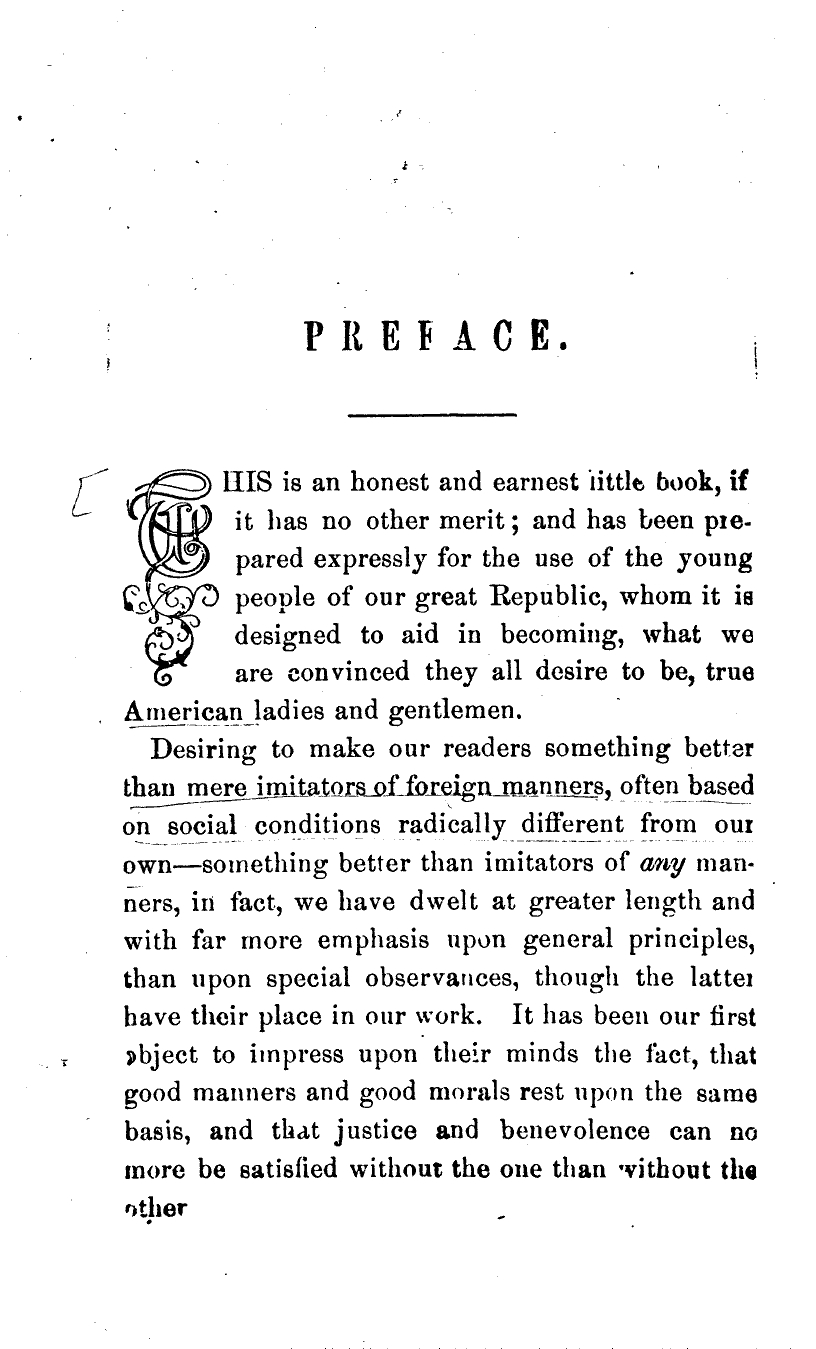 PREFACE.
THIS is an honest and earnest little book, if
it has no other merit; and has been pre-
pared expressly for the use of the young
people of our great Republic, whom it is
designed to aid in becoming, what we
are convinced they all desire to be, true
American ladies and gentlemen.
Desiring to make our readers something better
than mere imitators of foreign manners, often based
on social conditions radically different from our
own—something better than imitators of any man-
ners, in fact, we have dwelt at greater length and
with far more emphasis upon general principles,
than upon special observances, though the latter
have their place in our work. It has been our first
object to impress upon their minds the fact, that
good manners and good morals rest upon the same
basis, and that justice and benevolence can no
more be satisfied without the one than without the
other